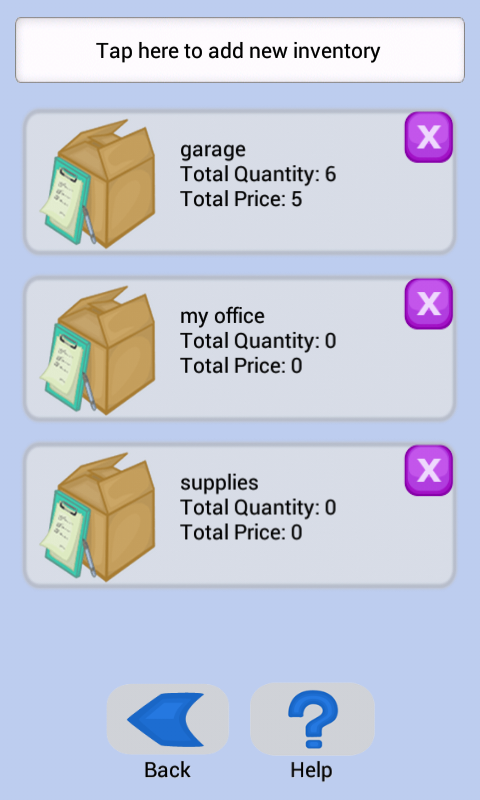 Tap here to add new inventory
garage
Total Quantity: 6
Total Price: 5
X
my office
Total Quantity: 0
Total Price: 0
X
supplies
Total Quantity: 0
Total Price: 0
X
?
Back
Help